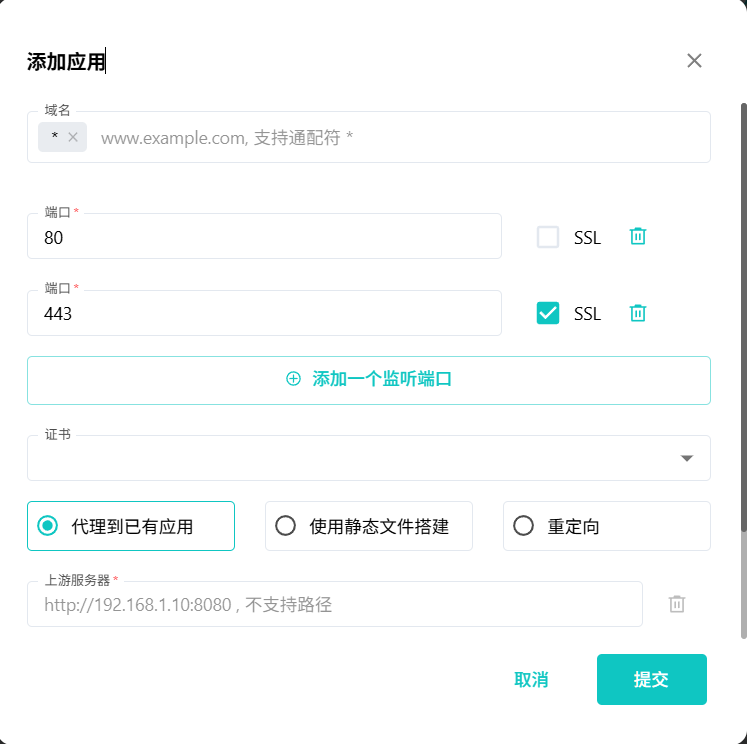 添加应用
域名
* www.example.com, 支持通配符 *
端口 *
80 SSL
端口 *
443 SSL
添加一个监听端口
证书
代理到已有应用 使用静态文件搭建 重定向
上游服务器 *
http://192.168.1.10:8080 , 不支持路径
取消 提交